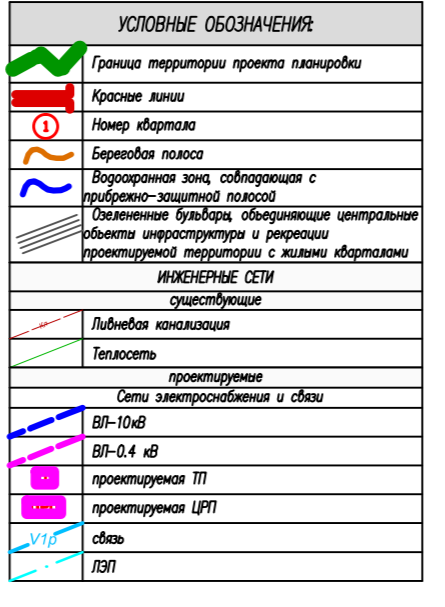 УСЛОВНЫЕ ОБОЗНАЧЕНИЯ:
Граница территории проекта планировки
Красные линии
1
Номер квартала
Береговая полоса
Водоохранная зона, совпадающая с
прибрежно-защитной полосой
Озелененные бульвары, объединяющие центральные
объекты инфраструктуры и рекреации
проектируемой территории с жилыми кварталами
ИНЖЕНЕРНЫЕ СЕТИ
существующие
Ливневая канализация
Теплосеть
проектируемые
Сети электроснабжения и связи
ВЛ-10кВ
ВЛ-0.4 кВ
проектируемая ТП
проектируемая ЦРП
V1p
связь
ЛЭП